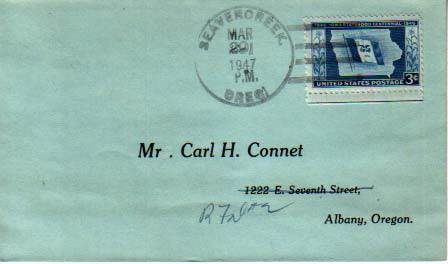 BEAVERCREEK,
MAR
1947
P.M.
OREG.
1846 IOWA STATEHOOD CENTENNIAL 1946
3¢
UNITED STATES POSTAGE
Mr . Carl H. Connet
1222 E. Seventh Street,
Albany, Oregon.